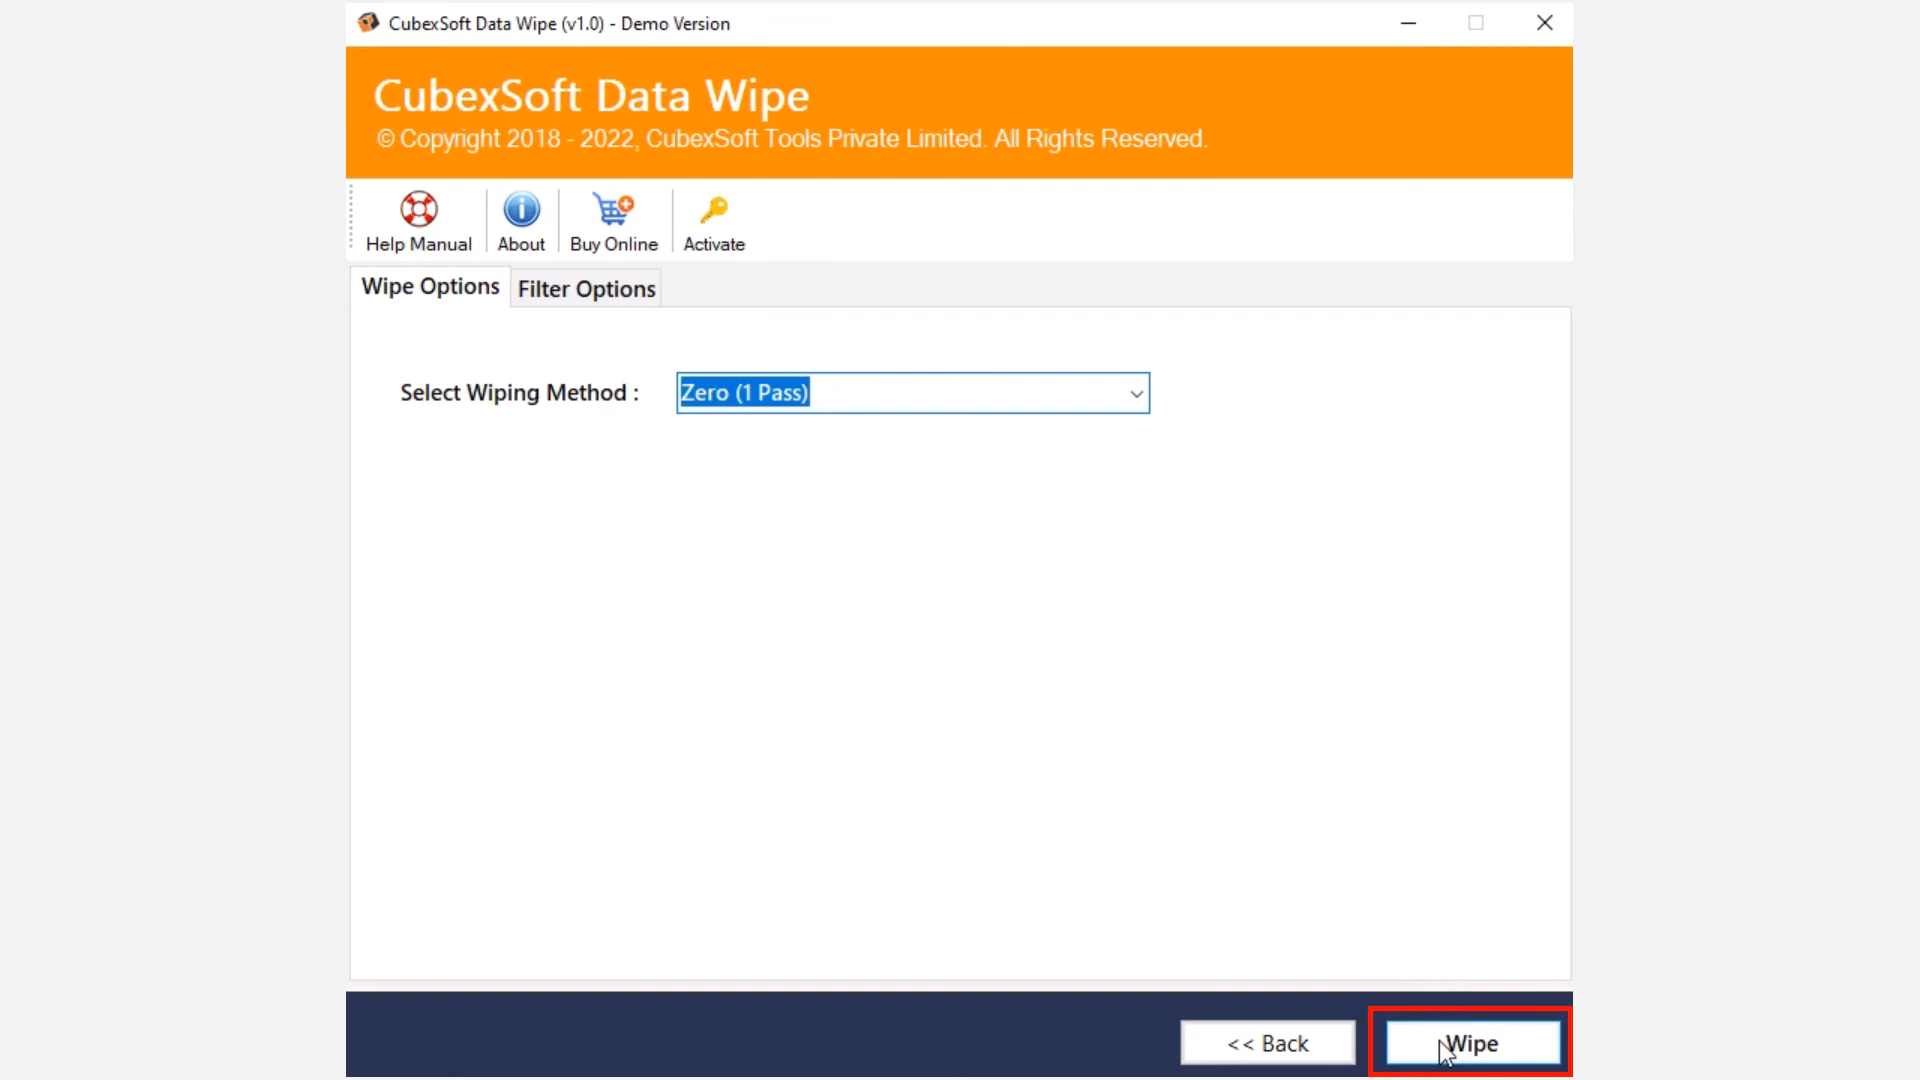 CubexSoft Data Wipe (v1.0) - Demo Version
CubexSoft Data Wipe
© Copyright 2018 - 2022, CubexSoft Tools Private Limited. All Rights Reserved.
Help Manual About Buy Online Activate
Wipe Options Filter Options
Select Wiping Method : Zero (1 Pass)
<< Back Wipe